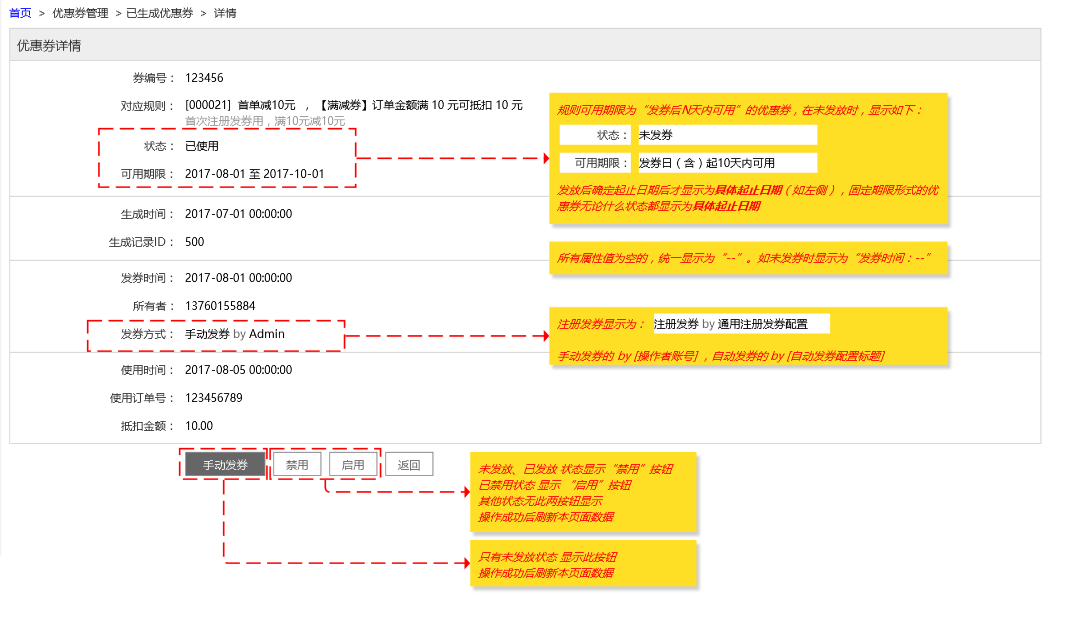 首页 > 优惠券管理 > 已生成优惠券 > 详情
优惠券详情
券编号： 123456
对应规则： [000021] 首单减10元 ，【满减券】订单金额满 10 元可抵扣 10 元
首次注册发券用，满10元减10元
状态： 已使用
可用期限： 2017-08-01 至 2017-10-01
规则可用期限为“发券后N天内可用”的优惠券，在未发放时，显示如下：
状态： 未发券
可用期限： 发券日（含）起10天内可用
发放后确定起止日期后才显示为具体起止日期（如左侧），固定期限形式的优
惠券无论什么状态都显示为具体起止日期
生成时间： 2017-07-01 00:00:00
生成记录ID： 500
所有属性值为空的，统一显示为“--”。如未发券时显示为“发券时间：--”
发券时间： 2017-08-01 00:00:00
所有者： 13760155884
发券方式： 手动发券 by Admin
注册发券显示为： 注册发券 by 通用注册发券配置
手动发券的 by [操作者账号]，自动发券的 by [自动发券配置标题]
使用时间： 2017-08-05 00:00:00
使用订单号： 123456789
抵扣金额： 10.00
手动发券 禁用 启用 返回
未发放、已发放 状态显示“禁用”按钮
已禁用状态 显示 “启用”按钮
其他状态无此两按钮显示
操作成功后刷新本页面数据
只有未发放状态 显示此按钮
操作成功后刷新本页面数据